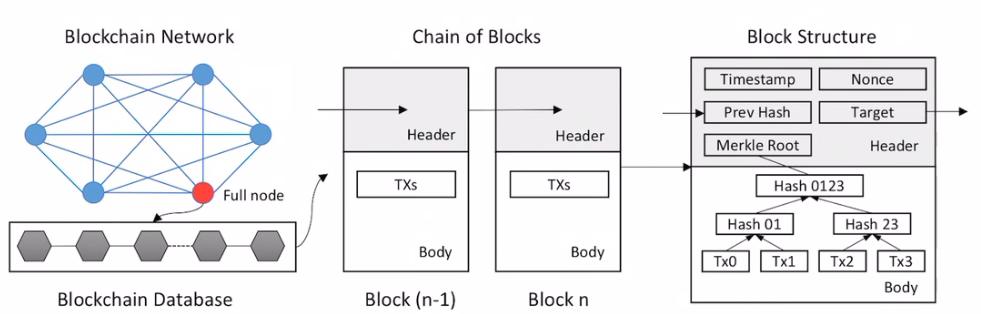 Blockchain Network
Full node
Blockchain Database
Chain of Blocks
Header
TXs
Body
Block (n-1)
Header
TXs
Body
Block n
Block Structure
Timestamp
Nonce
Prev Hash
Target
Merkle Root
Header
Hash 0123
Hash 01
Hash 23
Tx0
Tx1
Tx2
Tx3
Body